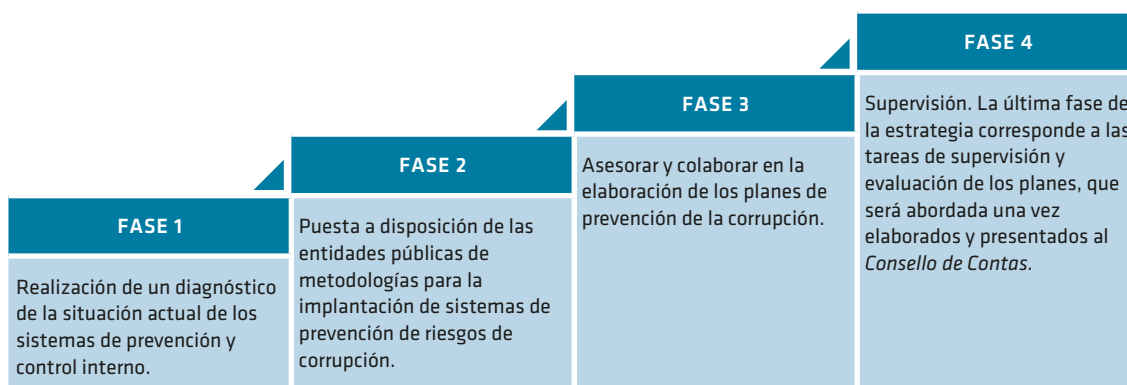 FASE 1
Realización de un diagnóstico
de la situación actual de los
sistemas de prevención y
control interno.
FASE 2
Puesta a disposición de las
entidades públicas de
metodologías para la
implantación de sistemas de
prevención de riesgos de
corrupción.
FASE 3
Asesorar y colaborar en la
elaboración de los planes de
prevención de la corrupción.
FASE 4
Supervisión. La última fase de
la estrategia corresponde a las
tareas de supervisión y
evaluación de los planes, que
será abordada una vez
elaborados y presentados al
Consello de Contas.